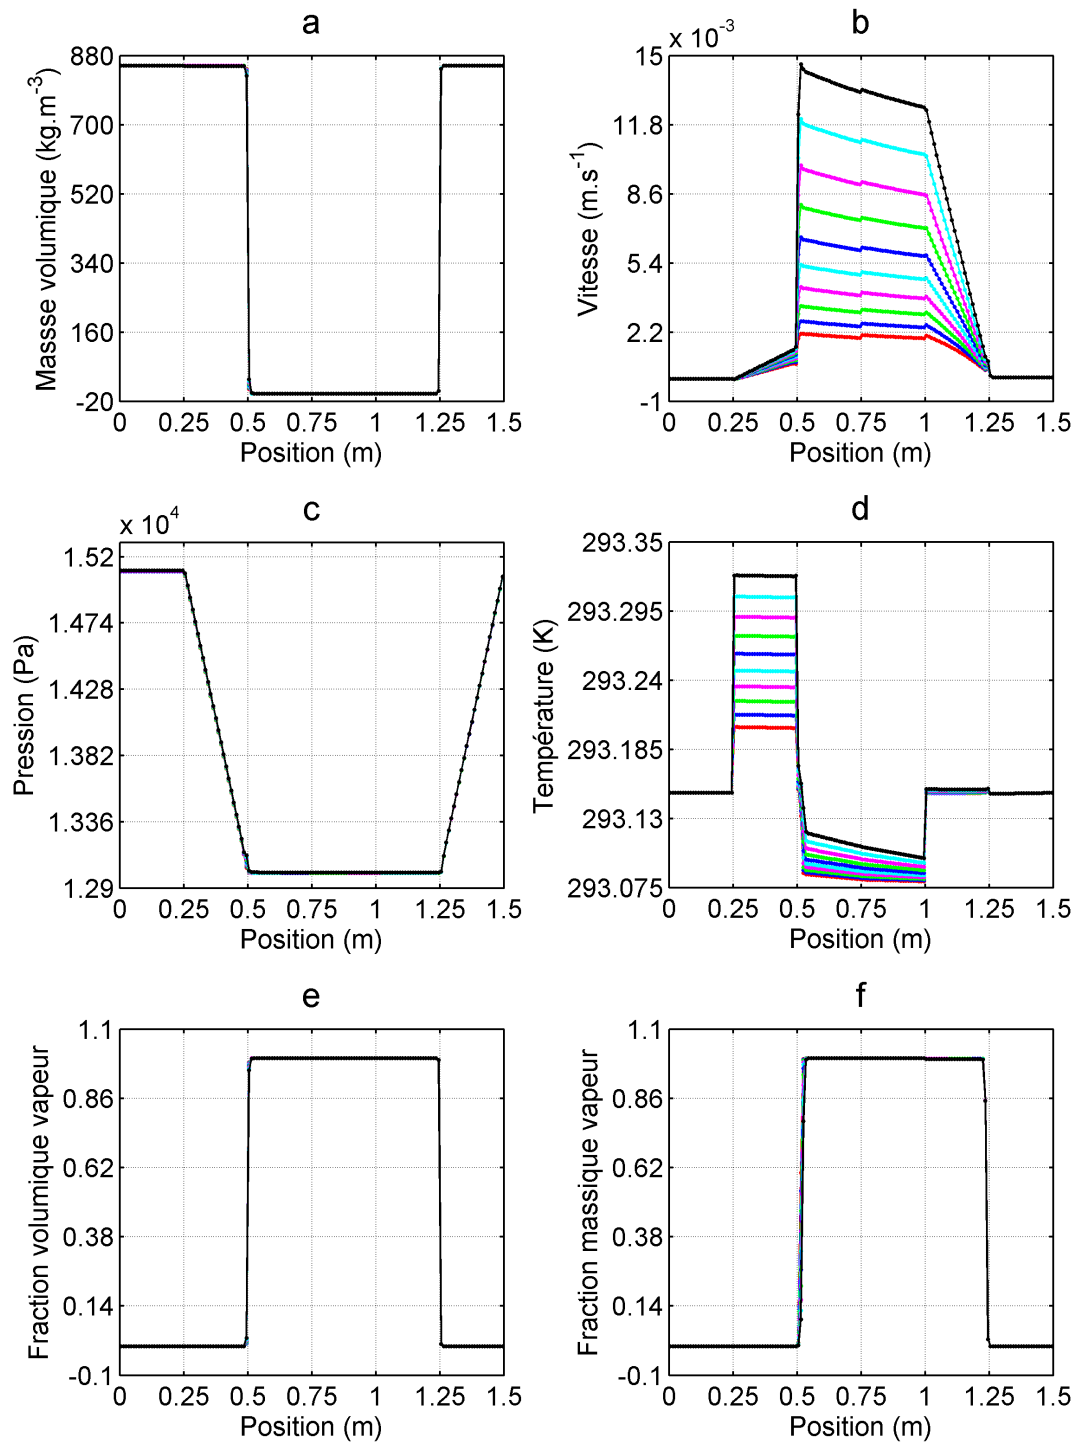 a
x 10⁴
880
700
520
340
160
-20
0 0.25 0.5 0.75 1 1.25 1.5
Position (m)
Massse volumique (kg.m⁻³)
b
x 10⁻³
15
11.8
8.6
5.4
2.2
-1
0 0.25 0.5 0.75 1 1.25 1.5
Position (m)
Vitesse (m.s⁻¹)
c
1.52
1.474
1.428
1.382
1.336
1.29
0 0.25 0.5 0.75 1 1.25 1.5
Position (m)
Pression (Pa)
d
293.35
293.295
293.24
293.185
293.13
293.075
0 0.25 0.5 0.75 1 1.25 1.5
Position (m)
Température (K)
e
1.1
0.86
0.62
0.38
0.14
-0.1
0 0.25 0.5 0.75 1 1.25 1.5
Position (m)
Fraction volumique vapeur
f
1.1
0.86
0.62
0.38
0.14
-0.1
0 0.25 0.5 0.75 1 1.25 1.5
Position (m)
Fraction massique vapeur